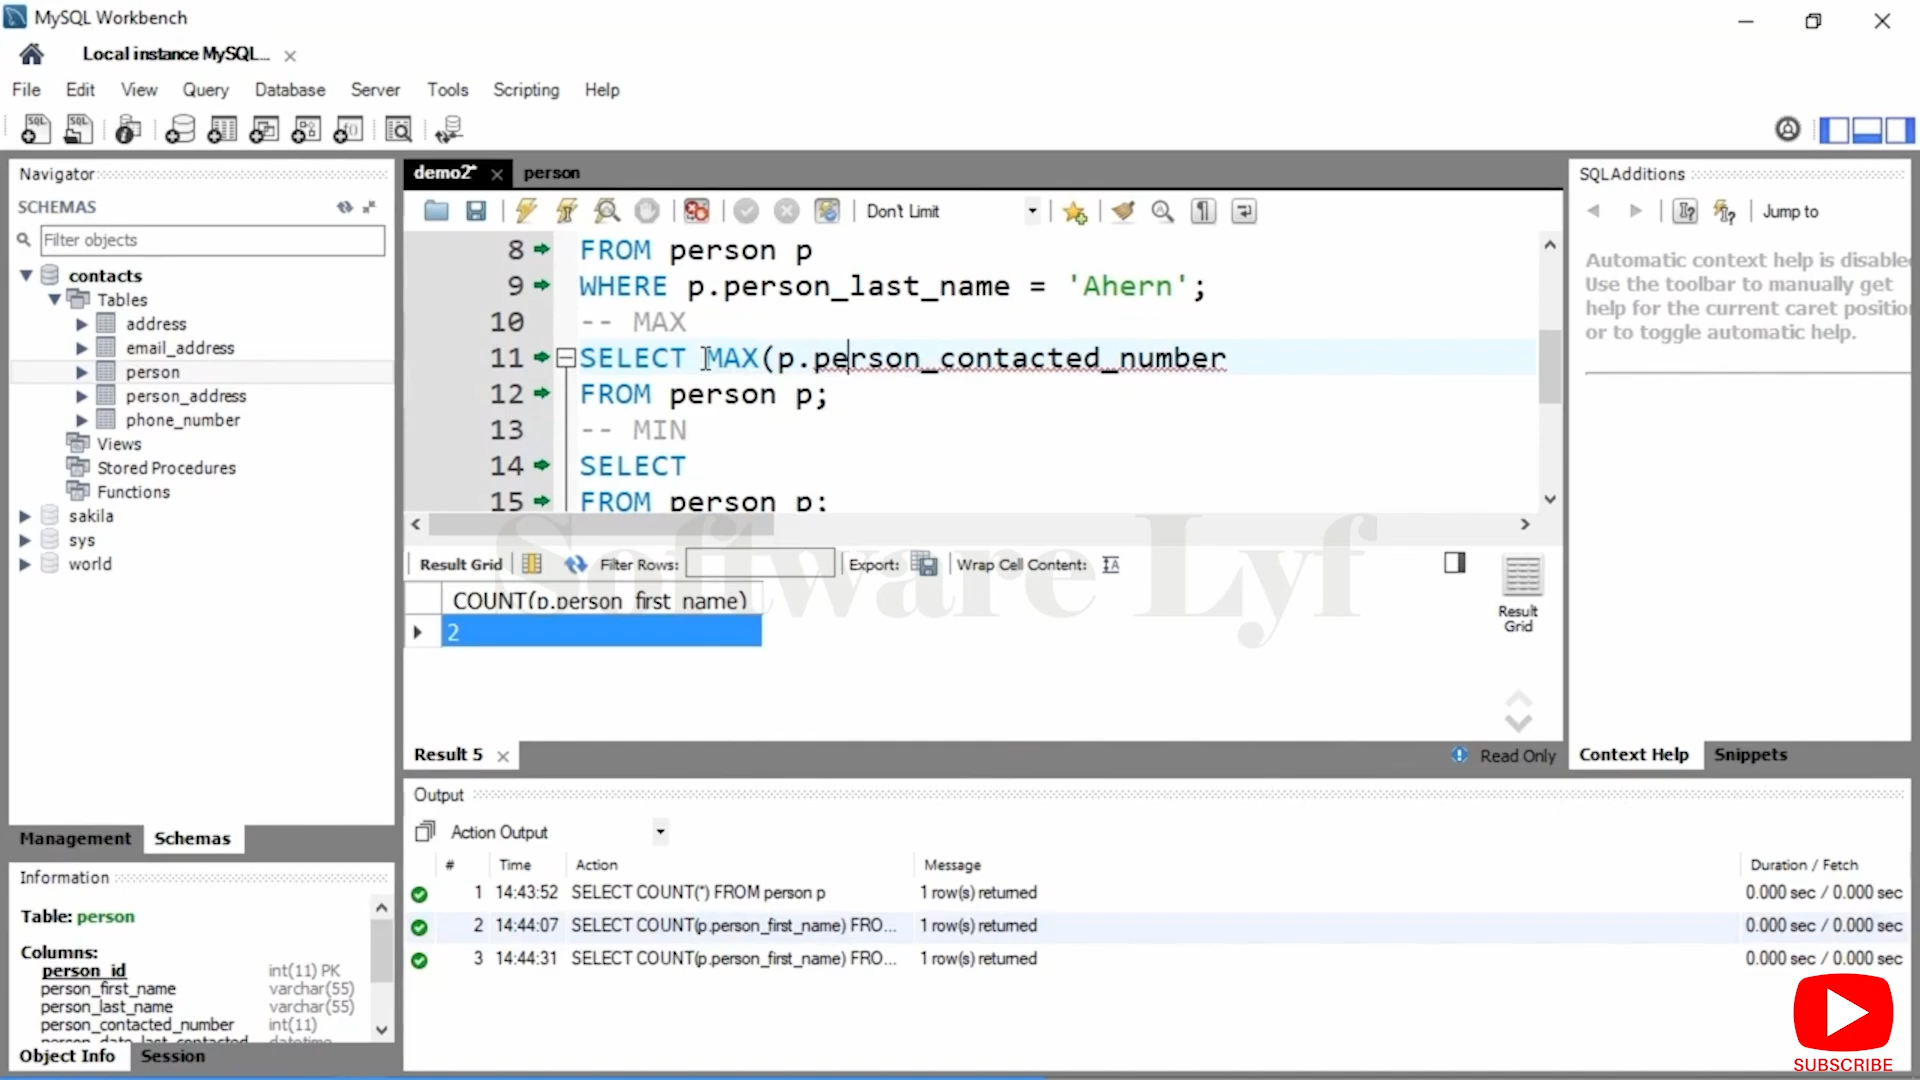 MySQL Workbench
Local instance MySQL...
File Edit View Query Database Server Tools Scripting Help
Navigator
SCHEMAS
Filter objects
contacts
Tables
address
email_address
person
person_address
phone_number
Views
Stored Procedures
Functions
sakila
sys
world
Management Schemas
Information
Table: person
Columns:
person_id int(11) PK
person_first_name varchar(55)
person_last_name varchar(55)
person_contacted_number int(11)
person_date_last_contacted datetime
Object Info Session
demo2* person
Don't Limit
8 FROM person p
9 WHERE p.person_last_name = 'Ahern';
10 -- MAX
11 SELECT MAX(p.person_contacted_number
12 FROM person p;
13 -- MIN
14 SELECT
15 FROM person p;
Software Lyf
Result Grid Filter Rows: Export: Wrap Cell Content:
COUNT(p.person_first_name)
2
Result
Grid
Result 5 Read Only
Output
Action Output
# Time Action Message Duration / Fetch
1 14:43:52 SELECT COUNT(*) FROM person p 1 row(s) returned 0.000 sec / 0.000 sec
2 14:44:07 SELECT COUNT(p.person_first_name) FRO... 1 row(s) returned 0.000 sec / 0.000 sec
3 14:44:31 SELECT COUNT(p.person_first_name) FRO... 1 row(s) returned 0.000 sec / 0.000 sec
SQLAdditions
Jump to
Automatic context help is disable
Use the toolbar to manually get
help for the current caret positio
or to toggle automatic help.
Context Help Snippets
SUBSCRIBE